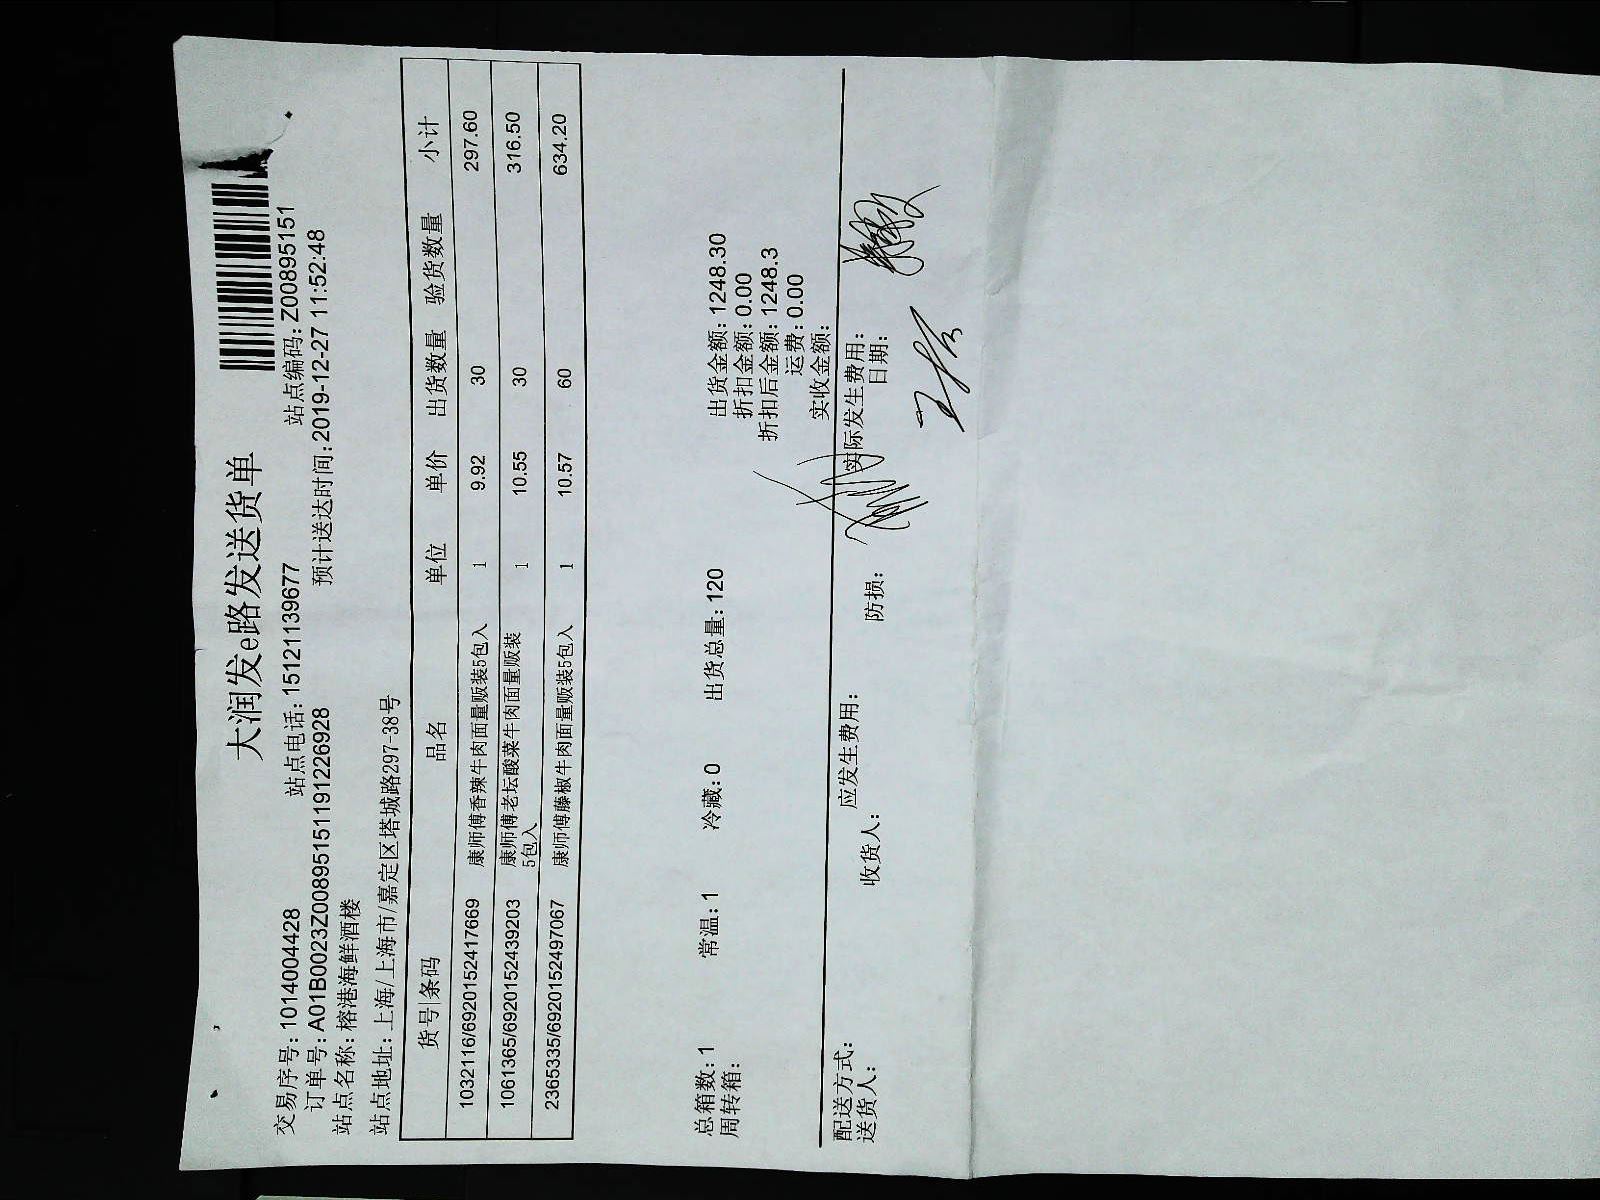 大润发e路发送货单
交易序号: 1014004428 站点电话: 15121139677 站点编码: Z00895151
订单号: A01B0023Z00895151191226928 预计送达时间: 2019-12-27 11:52:48
站点名称: 榕港海鲜酒楼
站点地址: 上海/上海市/嘉定区塔城路297-38号
货号|条码 品名 单位 单价 出货数量 验货数量 小计
1032116/6920152417669 康师傅香辣牛肉面量贩装5包入 1 9.92 30 297.60
1061365/6920152439203 康师傅老坛酸菜牛肉面量贩装 1 10.55 30 316.50
5包入
2365335/6920152497067 康师傅藤椒牛肉面量贩装5包入 1 10.57 60 634.20
总箱数: 1 常温: 1 冷藏: 0 出货总量: 120 出货金额: 1248.30
周转箱: 折扣金额: 0.00
折扣后金额: 1248.3
运费: 0.00
实收金额:
配送方式: 应发生费用: 实际发生费用:
送货人: 收货人: 防损: 日期: